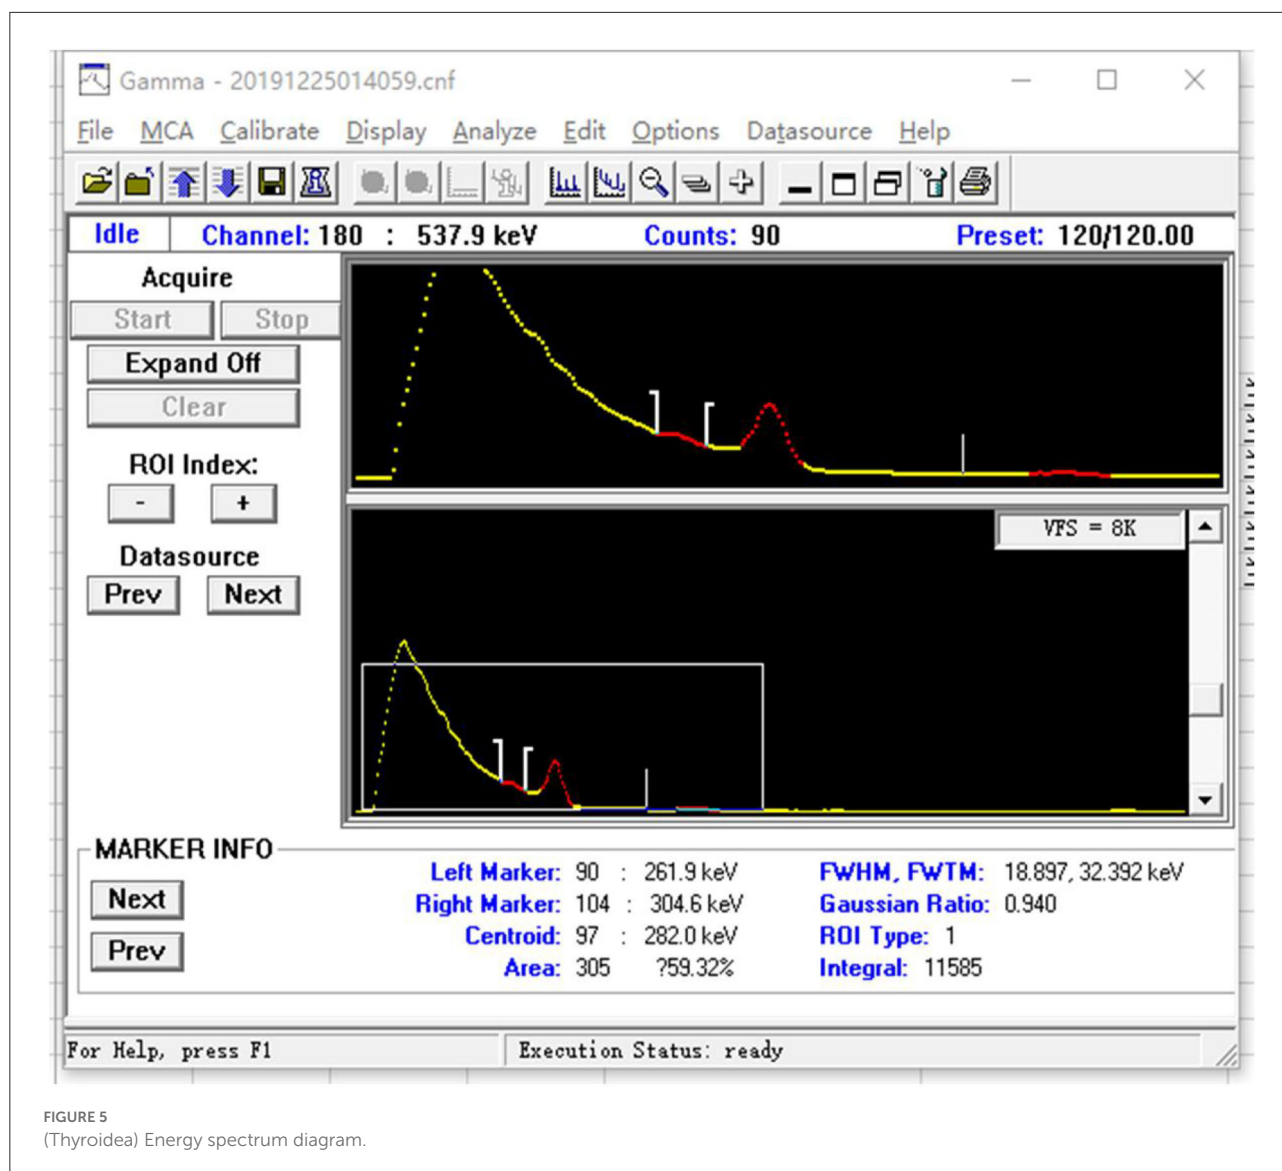 Gamma - 20191225014059.cnf
File MCA Calibrate Display Analyze Edit Options Datasource Help
Idle Channel: 180 : 537.9 keV Counts: 90 Preset: 120/120.00
Acquire
Start Stop
Expand Off
Clear
ROI Index:
- +
Datasource
Prev Next
VFS = 8K
MARKER INFO
Next
Prev
Left Marker: 90 : 261.9 keV FWHM, FWTM: 18.897, 32.392 keV
Right Marker: 104 : 304.6 keV Gaussian Ratio: 0.940
Centroid: 97 : 282.0 keV ROI Type: 1
Area: 305 ?59.32% Integral: 11585
For Help, press F1 Execution Status: ready
FIGURE 5
(Thyroidea) Energy spectrum diagram.